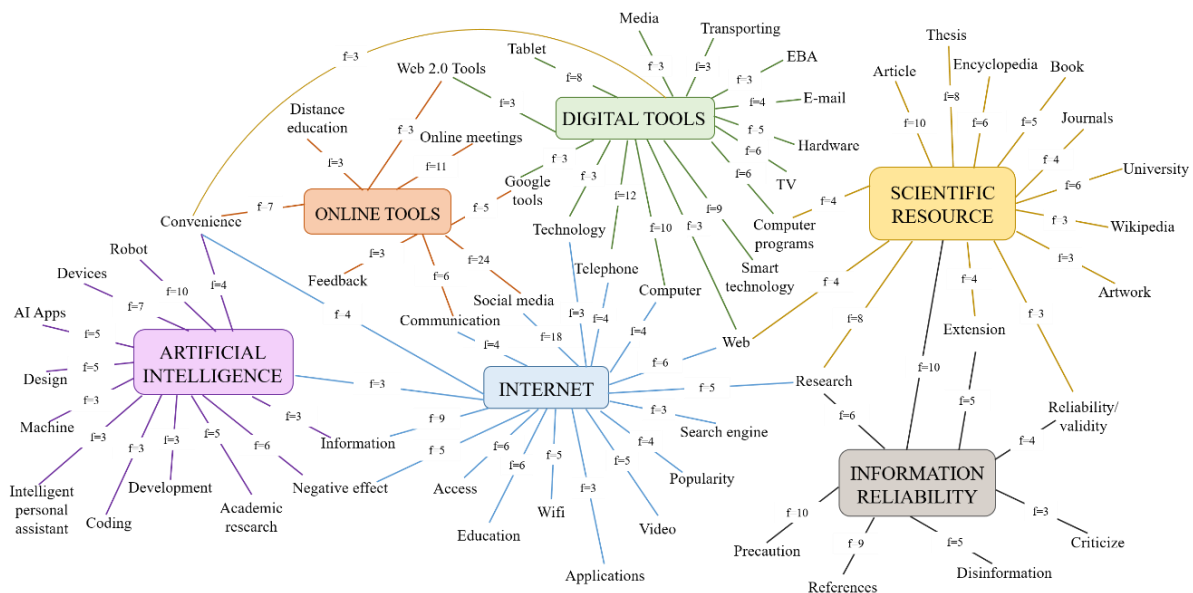 Media
Transporting
Thesis
Tablet
f=3
Web 2.0 Tools
f=8
f=3
f=3
EBA
f=3
Article
Encyclopedia
Book
f=8
f=4
E-mail
f=10
f=6
f=5
Journals
f=3
Distance
education
f=3
Online meetings
DIGITAL TOOLS
f=5
Hardware
f=6
TV
f=6
f=4
University
f=6
f=3
f=11
f=3
Google
tools
f=3
SCIENTIFIC
RESOURCE
f=3
Wikipedia
f=7
ONLINE TOOLS
f=5
f=12
f=9
f=4
Computer
programs
Convenience
Technology
f=10
f=3
f=3
Artwork
Robot
f=3
Feedback
f=6
f=24
Telephone
Smart
technology
Devices
f=10
f=4
Computer
f=4
f=4
AI Apps
f=7
Social media
Communication
f=3
f=4
f=8
Extension
f=3
f=5
f=4
f=4
f=18
f=4
Web
ARTIFICIAL
INTELLIGENCE
f=5
Design
f=3
INTERNET
f=6
f=5
Research
f=10
f=3
Machine
f=3
Information
f=9
f=3
Search engine
f=6
f=5
Reliability/
validity
f=3
f=3
f=3
f=5
f=6
f=5
f=6
f=6
f=5
f=5
f=4
f=4
Intelligent
personal
assistant
Coding
Development
Academic
research
Negative effect
Access
Education
Wifi
f=3
Video
Popularity
INFORMATION
RELIABILITY
Applications
f=10
Precaution
f=9
References
f=5
Disinformation
f=3
Criticize